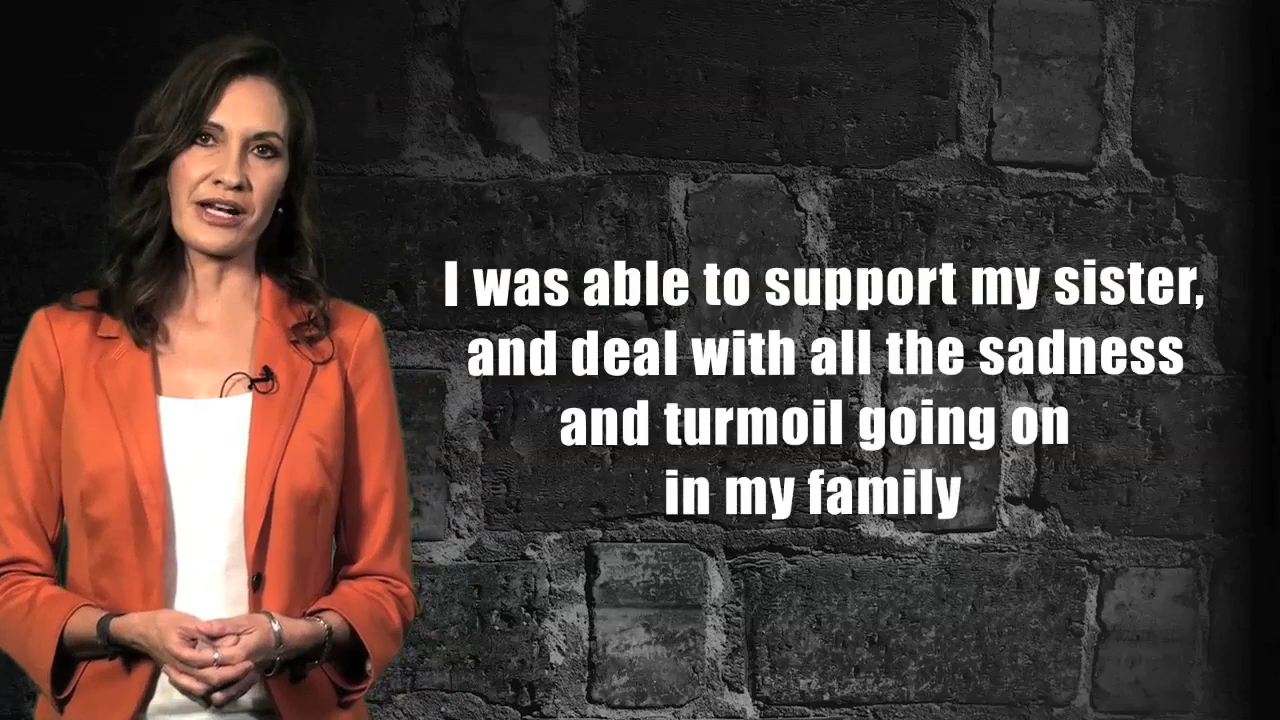 I was able to support my sister,
and deal with all the sadness
and turmoil going on
in my family